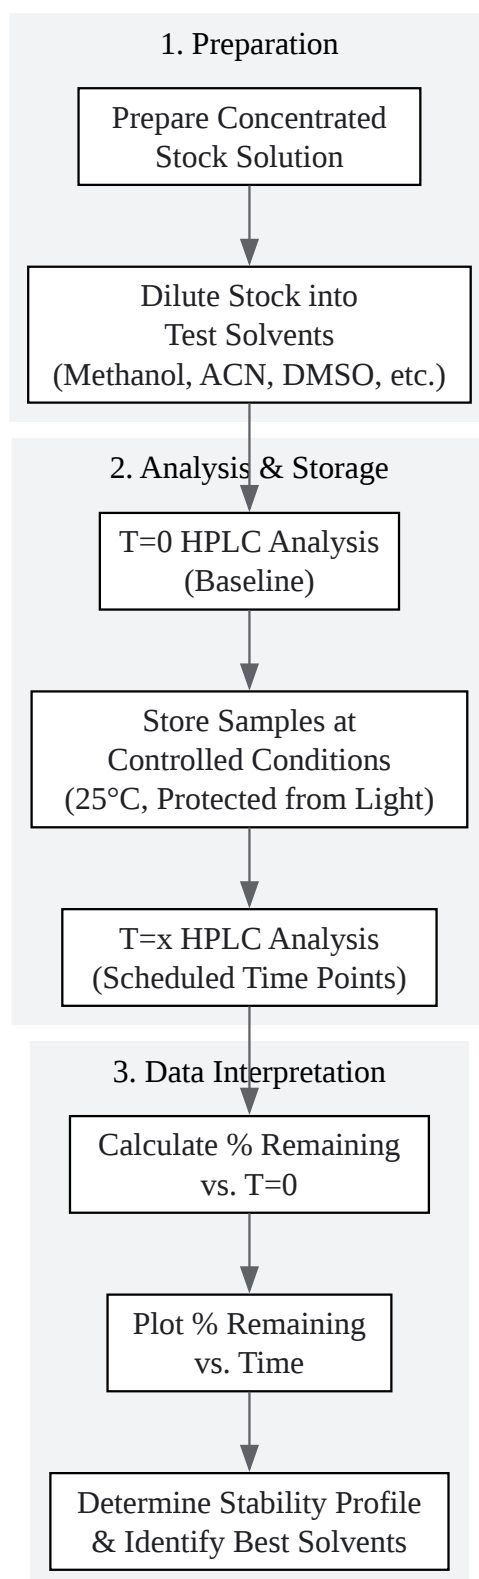 1. Preparation
Prepare Concentrated
Stock Solution
Dilute Stock into
Test Solvents
(Methanol, ACN, DMSO, etc.)
2. Analysis & Storage
T=0 HPLC Analysis
(Baseline)
Store Samples at
Controlled Conditions
(25°C, Protected from Light)
T=x HPLC Analysis
(Scheduled Time Points)
3. Data Interpretation
Calculate % Remaining
vs. T=0
Plot % Remaining
vs. Time
Determine Stability Profile
& Identify Best Solvents